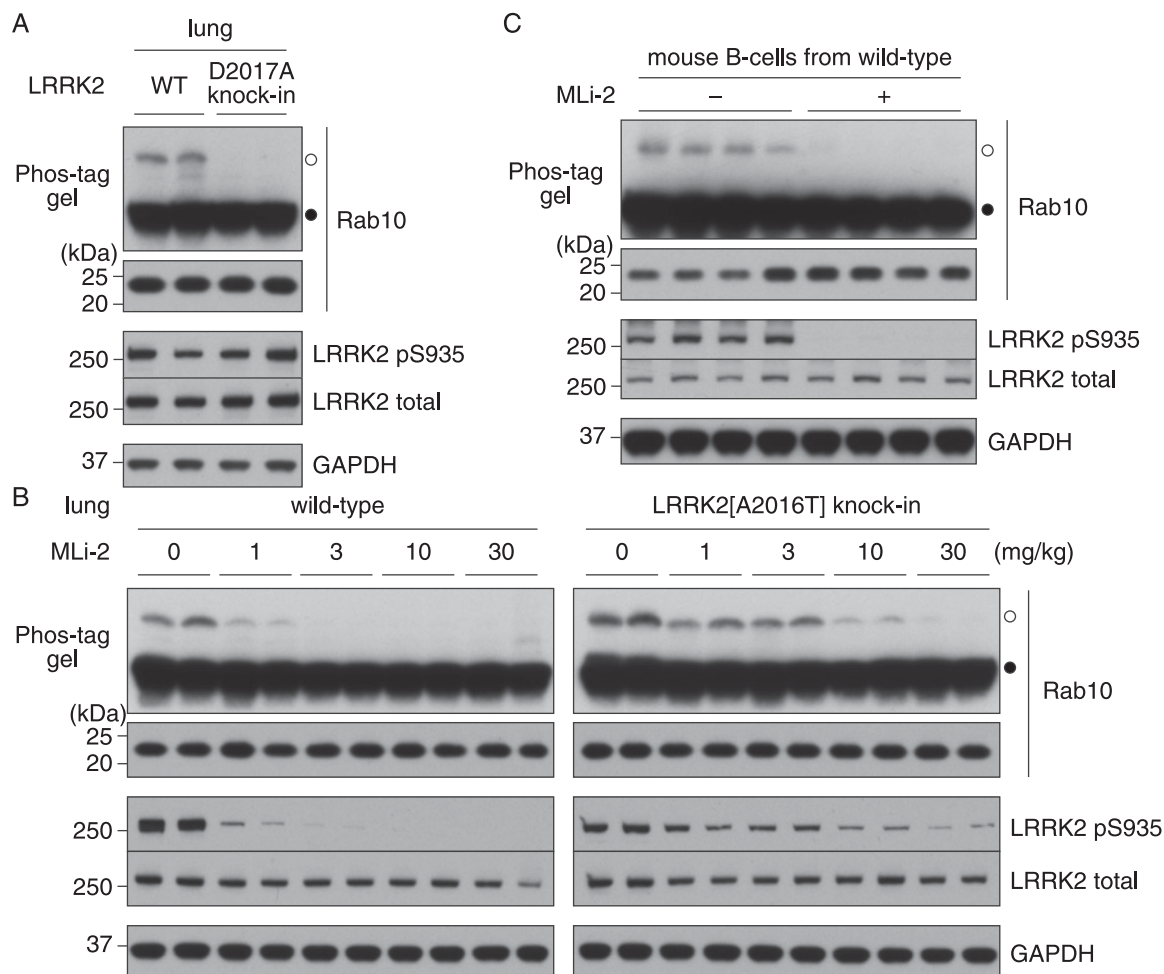 A
lung
LRRK2
WT
D2017A
knock-in
Phos-tag
gel
○
●
Rab10
(kDa)
25
20
250
LRRK2 pS935
250
LRRK2 total
37
GAPDH
C
mouse B-cells from wild-type
MLi-2
–
+
Phos-tag
gel
○
●
Rab10
(kDa)
25
20
250
LRRK2 pS935
250
LRRK2 total
37
GAPDH
B
lung
wild-type
LRRK2[A2016T] knock-in
MLi-2
0 1 3 10 30
0 1 3 10 30 (mg/kg)
Phos-tag
gel
○
●
Rab10
(kDa)
25
20
250
LRRK2 pS935
250
LRRK2 total
37
GAPDH